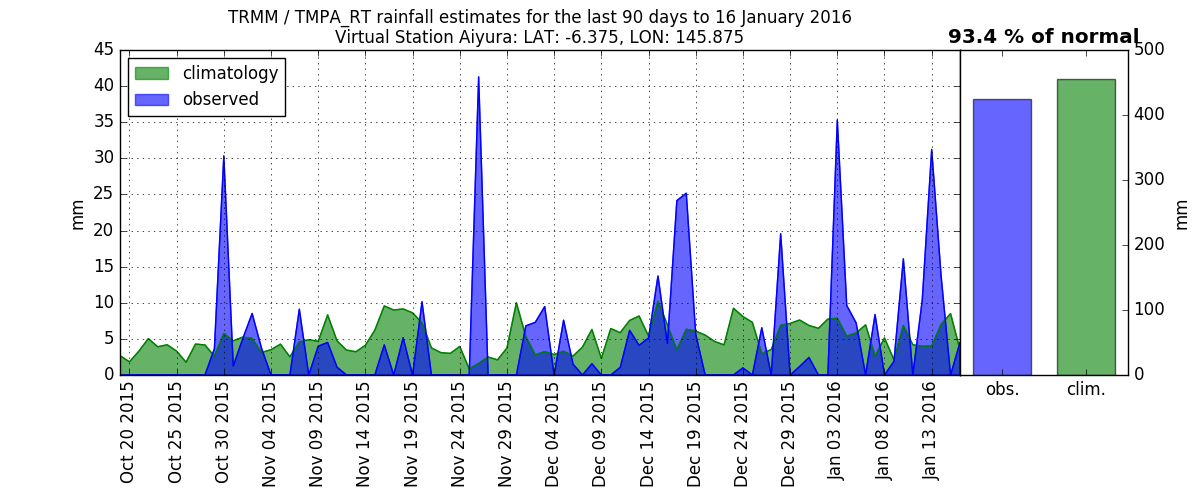 TRMM / TMPA_RT rainfall estimates for the last 90 days to 16 January 2016
Virtual Station Aiyura: LAT: -6.375, LON: 145.875
93.4 % of normal
climatology
observed
45
40
35
30
25
20
15
10
5
0
mm
Oct 20 2015
Oct 25 2015
Oct 30 2015
Nov 04 2015
Nov 09 2015
Nov 14 2015
Nov 19 2015
Nov 24 2015
Nov 29 2015
Dec 04 2015
Dec 09 2015
Dec 14 2015
Dec 19 2015
Dec 24 2015
Dec 29 2015
Jan 03 2016
Jan 08 2016
Jan 13 2016
500
400
300
200
100
0
mm
obs.
clim.